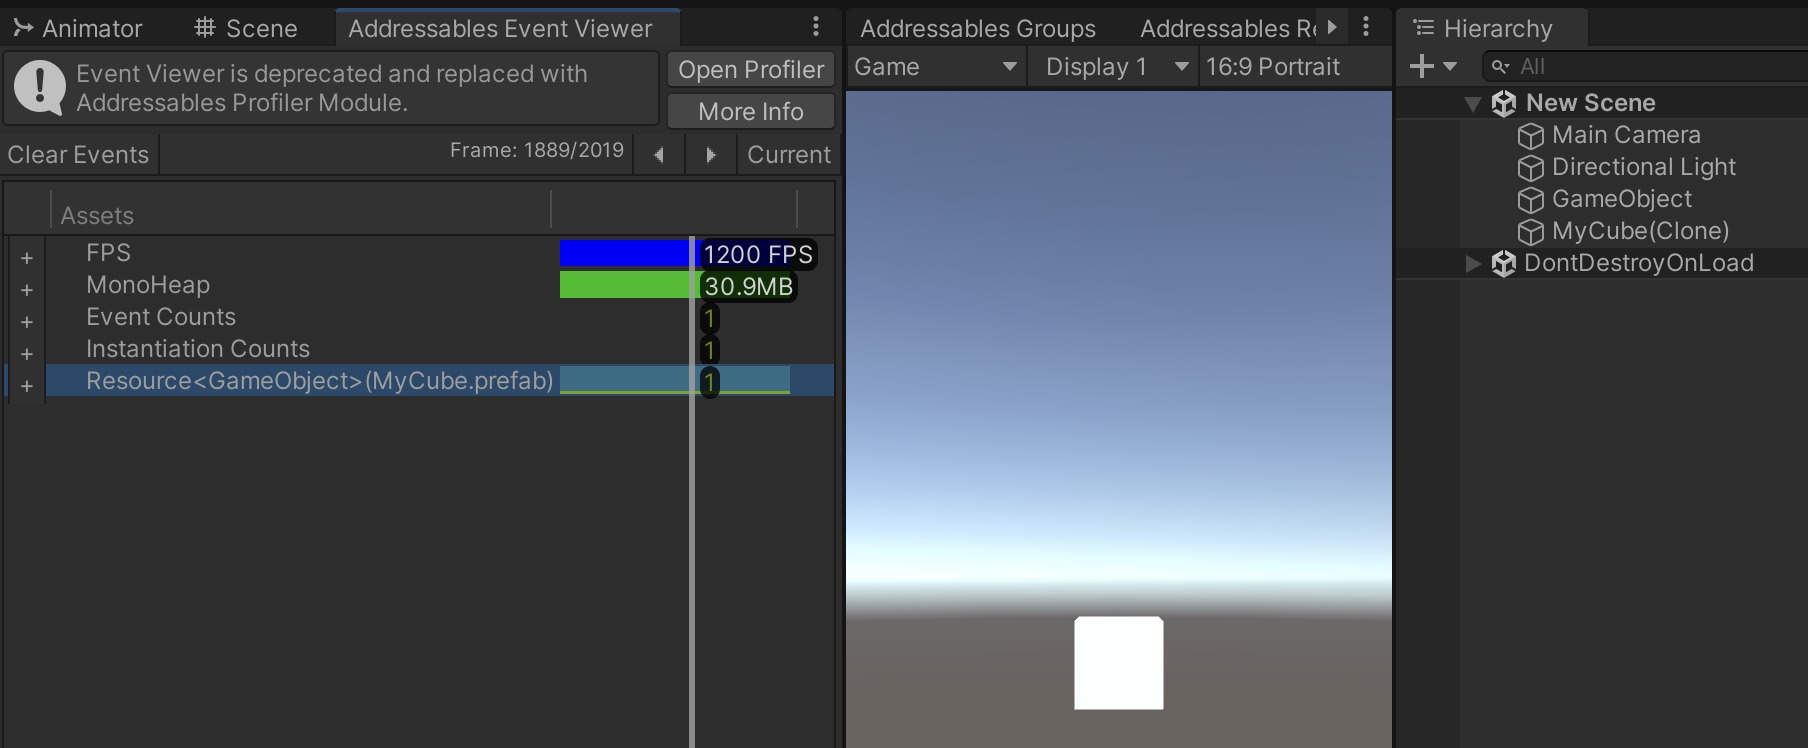 Animator
Scene
Addressables Event Viewer
Event Viewer is deprecated and replaced with
Addressables Profiler Module.
Open Profiler
More Info
Clear Events
Frame: 1889/2019
Current
Assets
FPS
1200 FPS
MonoHeap
30.9MB
Event Counts
1
Instantiation Counts
1
Resource<GameObject>(MyCube.prefab)
1
Addressables Groups
Addressables Re
Game
Display 1
16:9 Portrait
Hierarchy
All
New Scene
Main Camera
Directional Light
GameObject
MyCube(Clone)
DontDestroyOnLoad